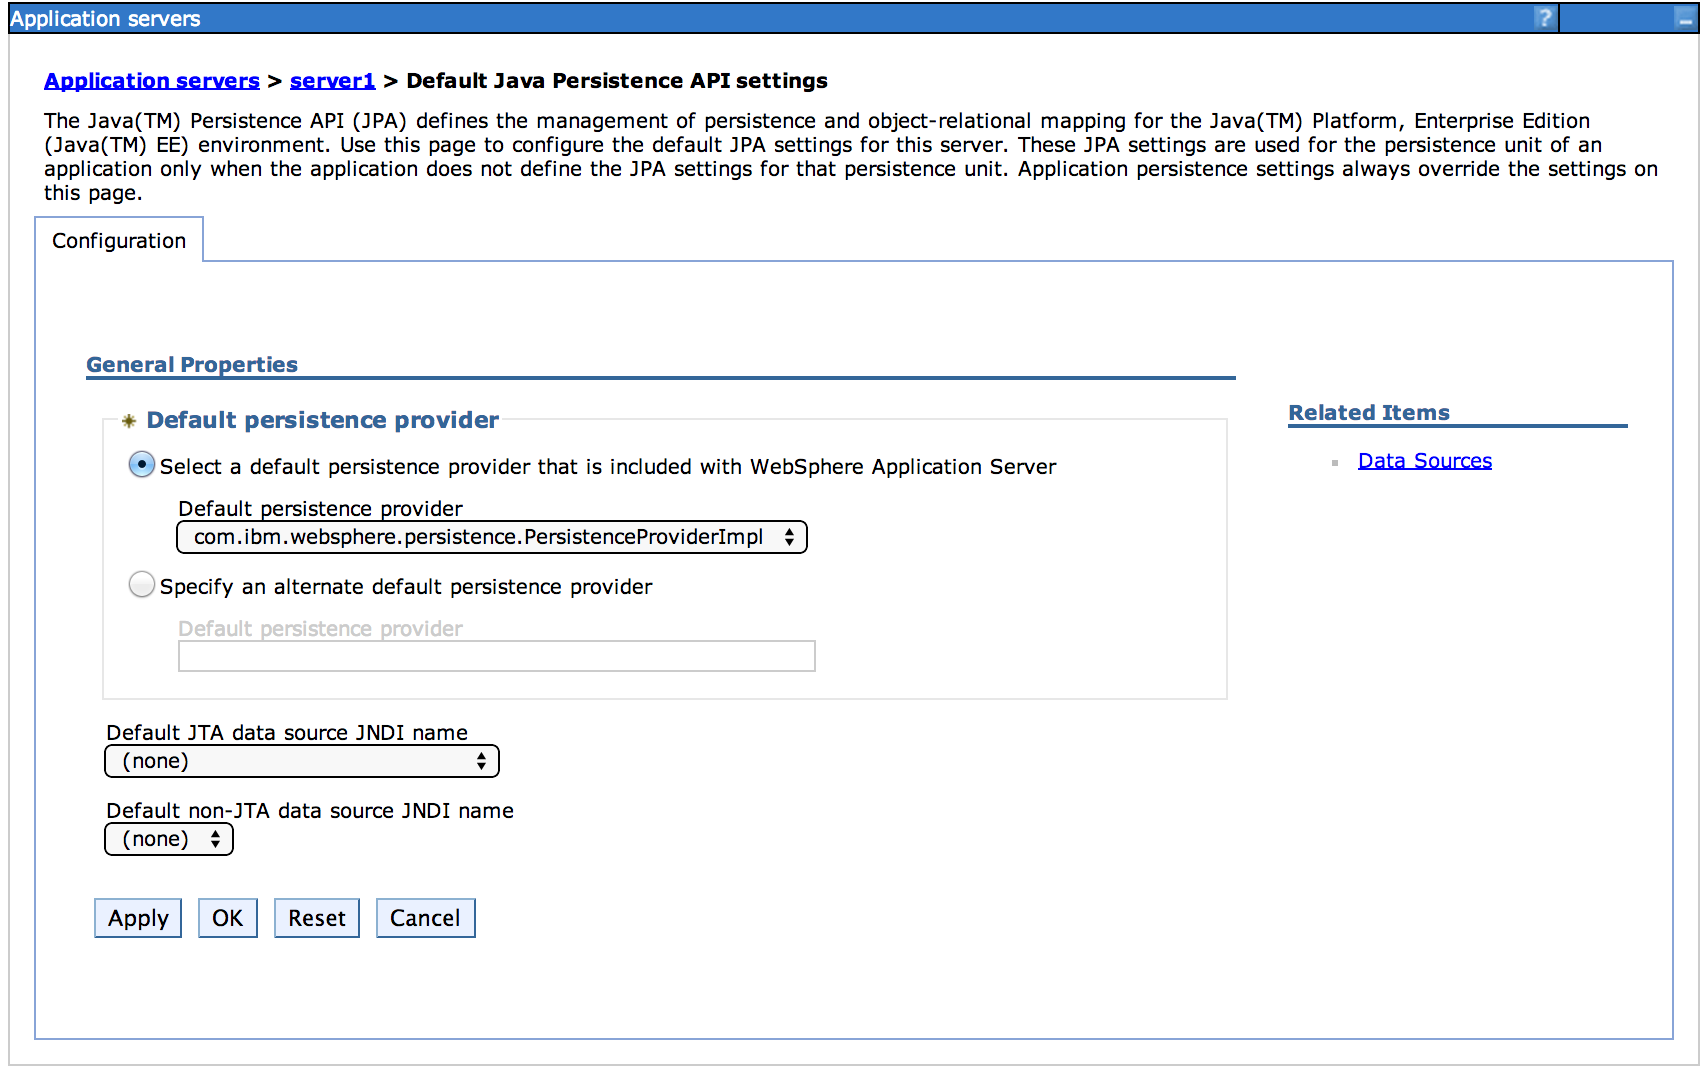 Application servers ?
Application servers > server1 > Default Java Persistence API settings
The Java(TM) Persistence API (JPA) defines the management of persistence and object-relational mapping for the Java(TM) Platform, Enterprise Edition
(Java(TM) EE) environment. Use this page to configure the default JPA settings for this server. These JPA settings are used for the persistence unit of an
application only when the application does not define the JPA settings for that persistence unit. Application persistence settings always override the settings on
this page.
Configuration
General Properties
Default persistence provider
Select a default persistence provider that is included with WebSphere Application Server
Default persistence provider
com.ibm.websphere.persistence.PersistenceProviderImpl
Specify an alternate default persistence provider
Default persistence provider
Default JTA data source JNDI name
(none)
Default non-JTA data source JNDI name
(none)
Apply OK Reset Cancel
Related Items
Data Sources